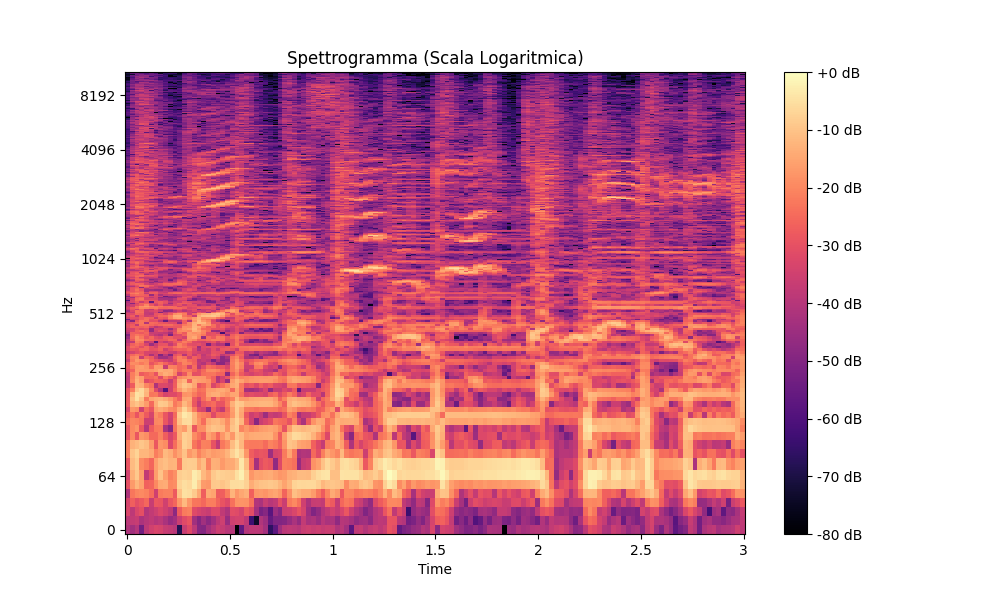 Spettrogramma (Scala Logaritmica)
Hz
8192
4096
2048
1024
512
256
128
64
0
0
0.5
1
1.5
2
2.5
3
Time
+0 dB
-10 dB
-20 dB
-30 dB
-40 dB
-50 dB
-60 dB
-70 dB
-80 dB